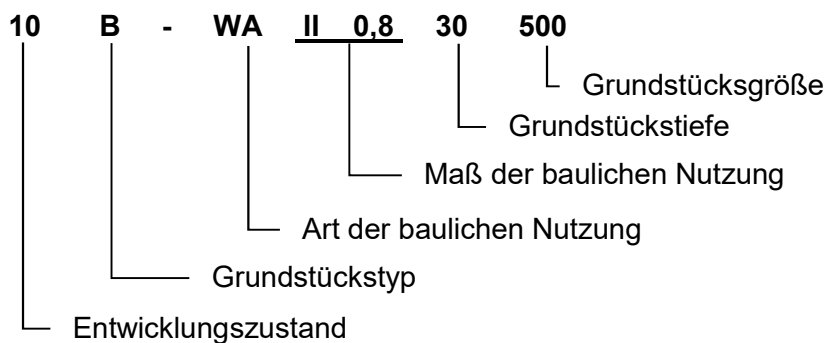 10 B - WA II 0,8 30 500
Grundstücksgröße
Grundstückstiefe
Maß der baulichen Nutzung
Art der baulichen Nutzung
Grundstückstyp
Entwicklungszustand